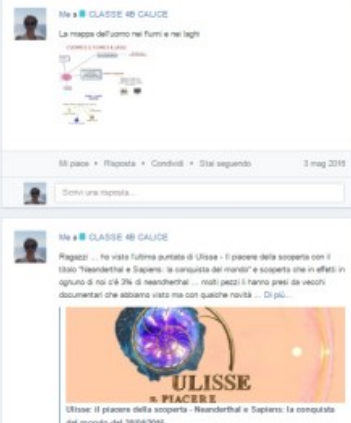 Me a CLASSE 4B CALICE
La mappa dell'uomo nei fiumi e nei laghi
Mi piace • Risposta • Condividi • Stai seguendo 3 mag 2016
Scrivi una risposta...
Me a CLASSE 4B CALICE
Ragazzi ... ho vista l'ultima puntata di Ulisse - Il piacere della scoperta con il
titolo "Neanderthal e Sapiens: la conquista del mondo" e scoperto che in effetti in
ognuno di noi c'è 3% di neandherthal ... molti pezzi li hanno presi da vecchi
documentari che abbiamo visto ma con qualche novità ... Di più...
ULISSE
IL PIACERE
Ulisse: il piacere della scoperta - Neanderthal e Sapiens: la conquista
del mondo del